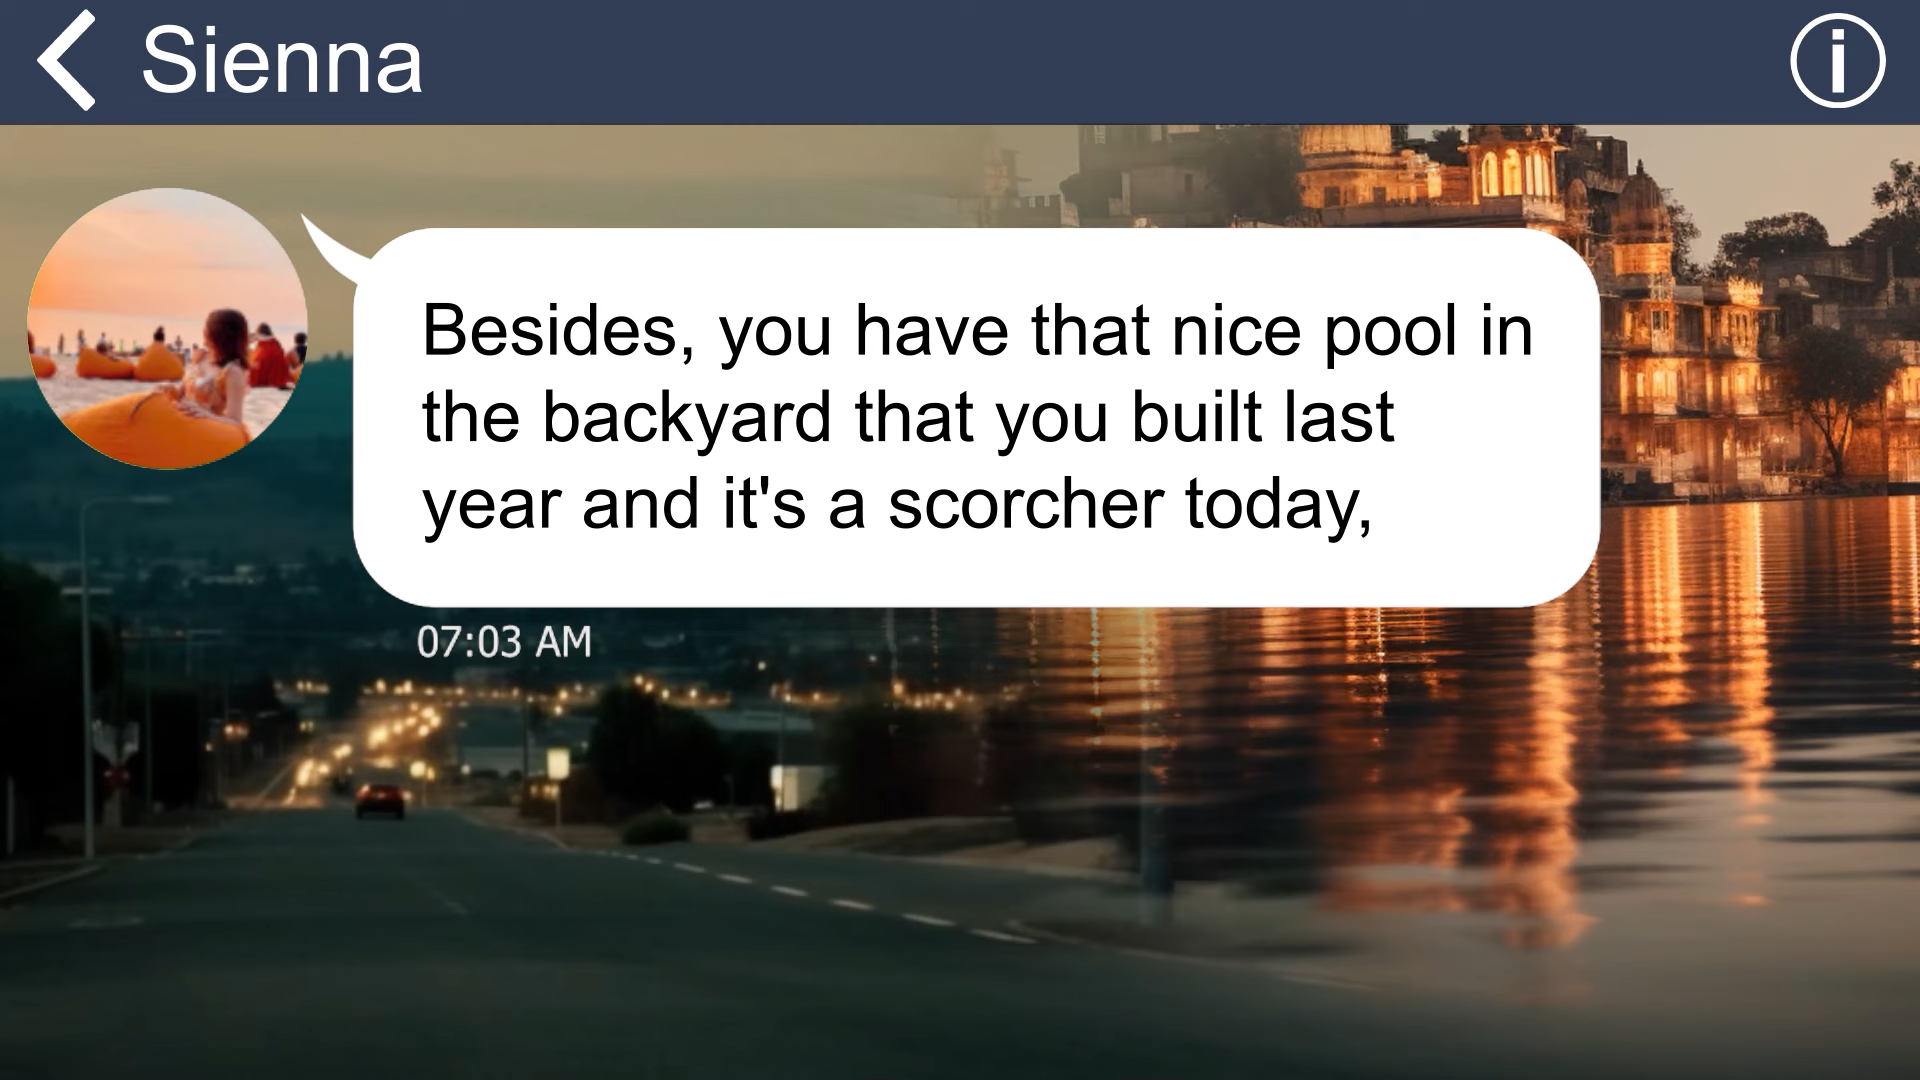 Sienna
Besides, you have that nice pool in
the backyard that you built last
year and it's a scorcher today,
07:03 AM